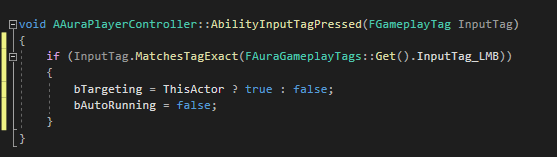 void AAuraPlayerController::AbilityInputTagPressed(FGameplayTag InputTag)
{
if (InputTag.MatchesTagExact(FAuraGameplayTags::Get().InputTag_LMB))
{
bTargeting = ThisActor ? true : false;
bAutoRunning = false;
}
}